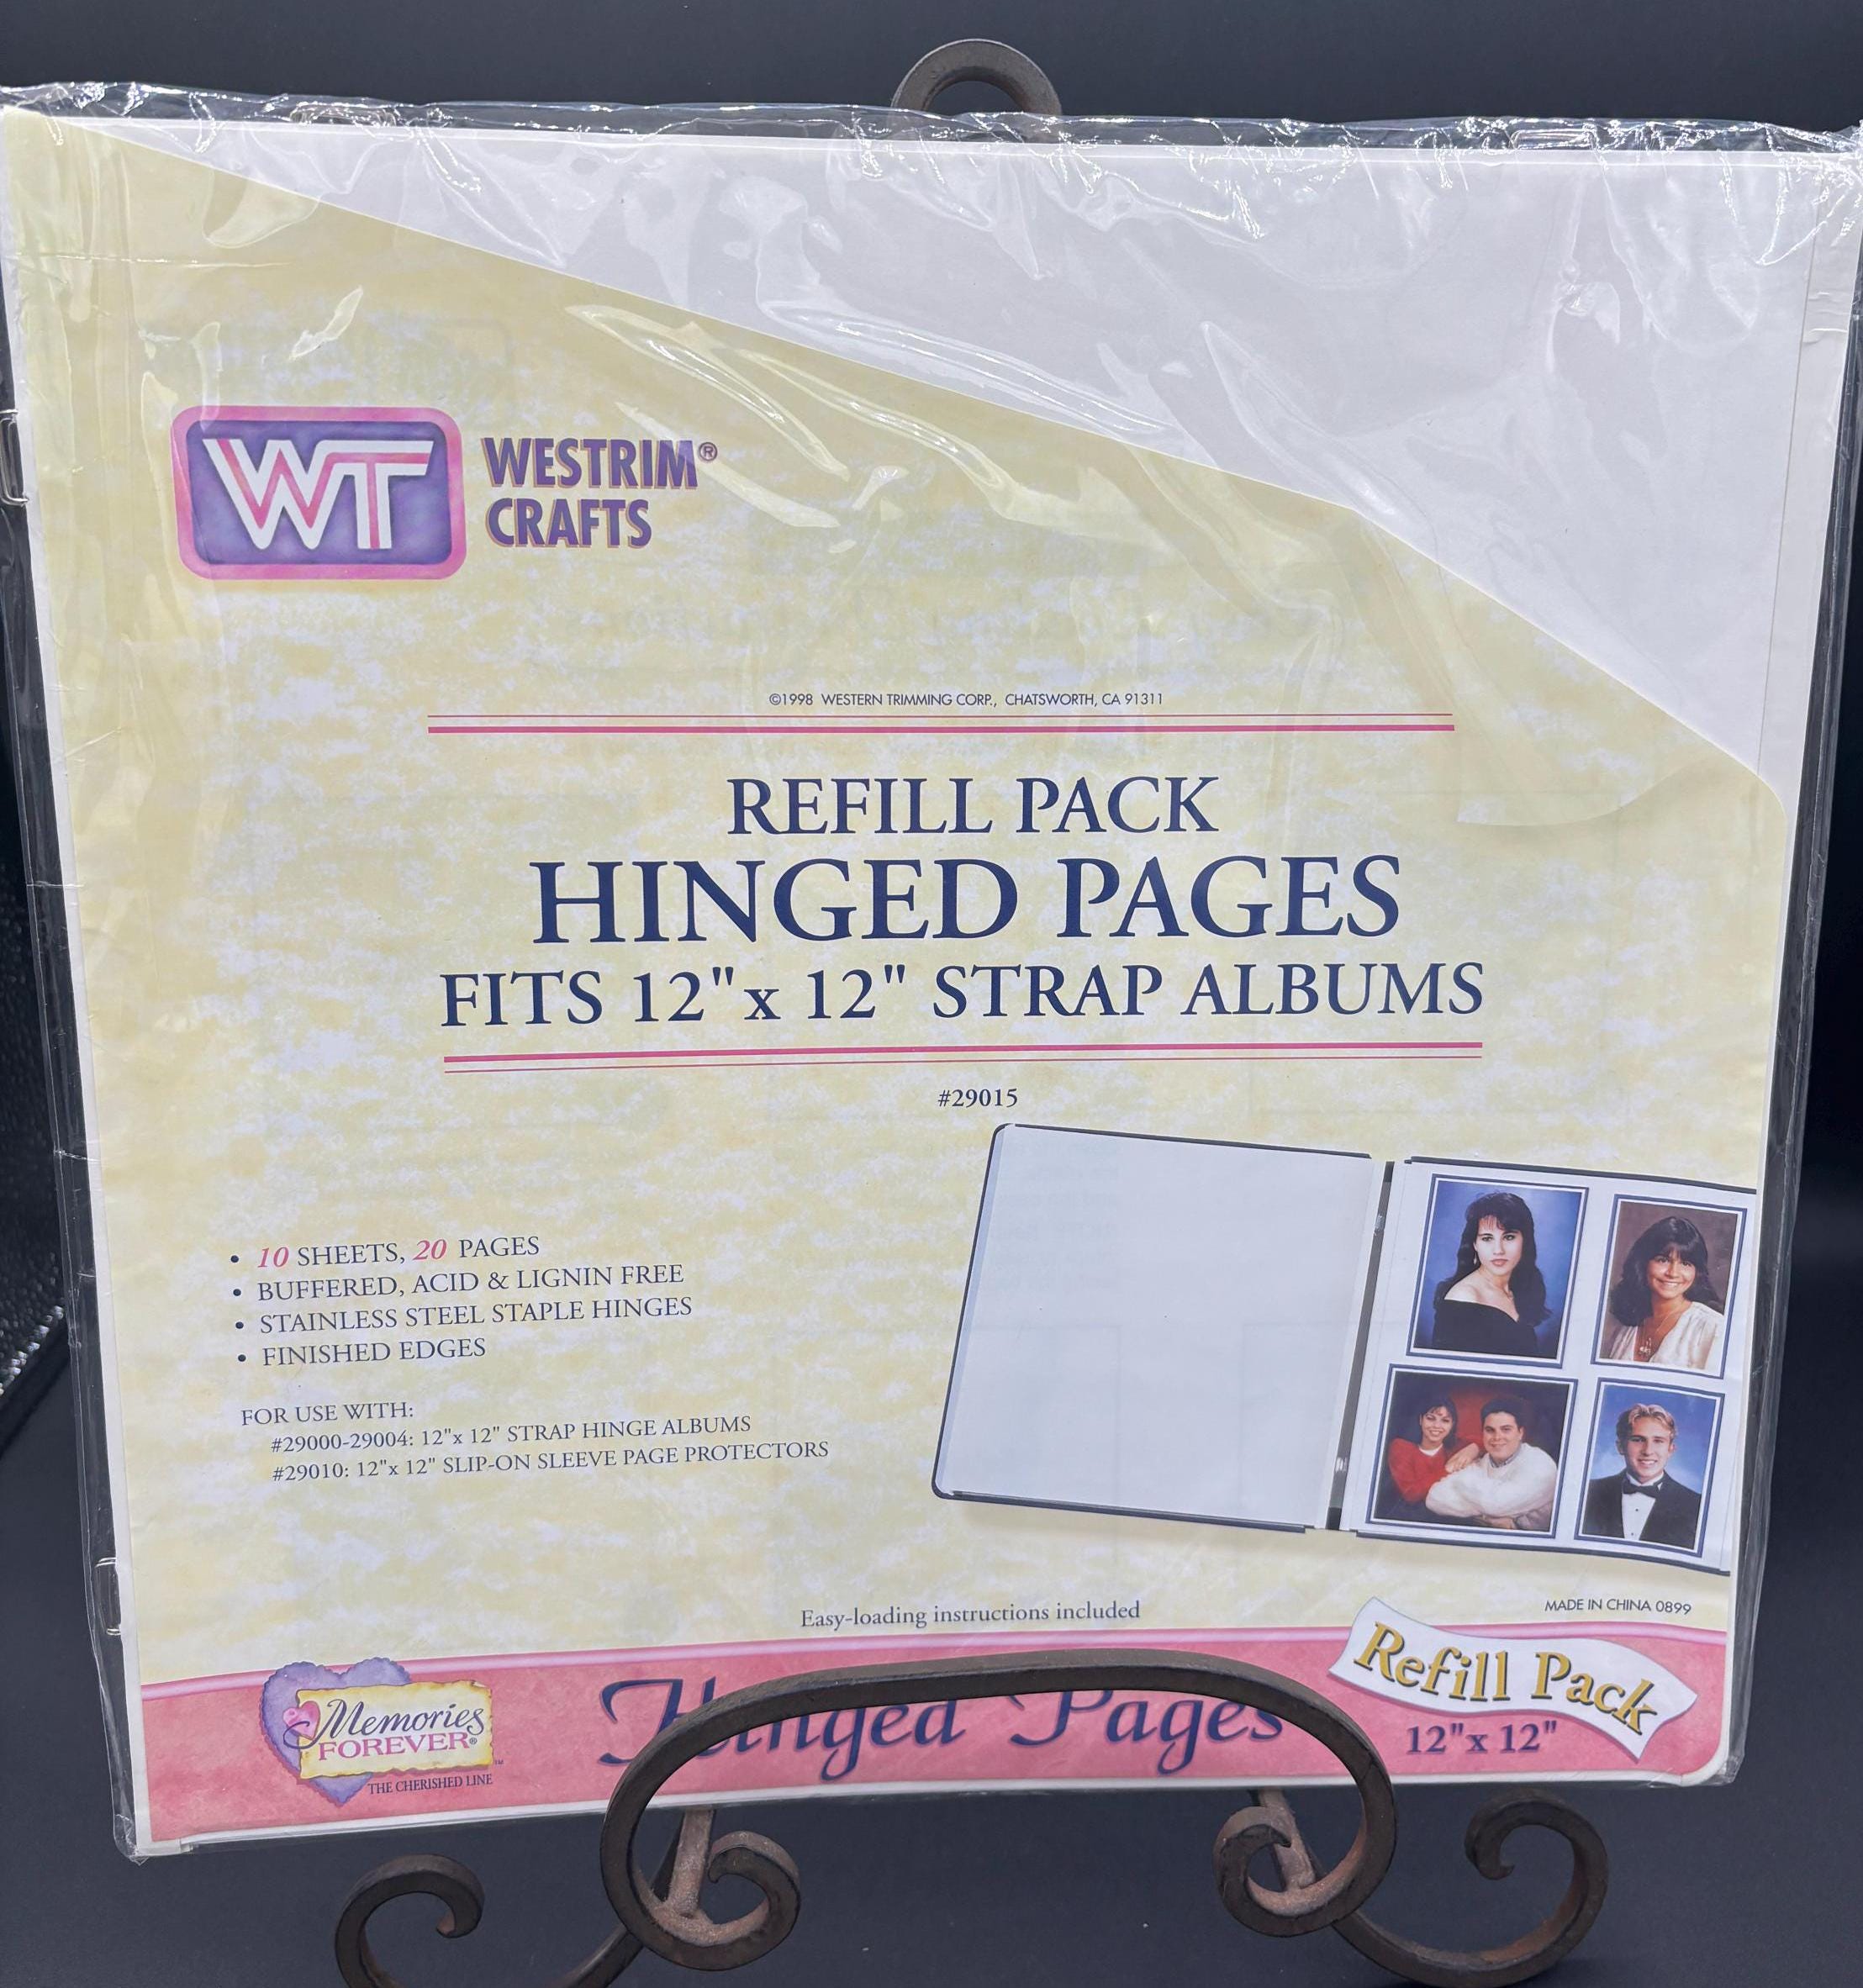 WT
WESTRIM®
CRAFTS
©1998 WESTERN TRIMMING CORP., CHATSWORTH, CA 91311
REFILL PACK
HINGED PAGES
FITS 12"x 12" STRAP ALBUMS
#29015
• 10 SHEETS, 20 PAGES
• BUFFERED, ACID & LIGNIN FREE
• STAINLESS STEEL STAPLE HINGES
• FINISHED EDGES
FOR USE WITH:
#29000-29004: 12"x 12" STRAP HINGE ALBUMS
#29010: 12"x 12" SLIP-ON SLEEVE PAGE PROTECTORS
Easy-loading instructions included
MADE IN CHINA 0899
Memories
FOREVER®
™
THE CHERISHED LINE
Hinged Pages
Refill Pack
12"x 12"